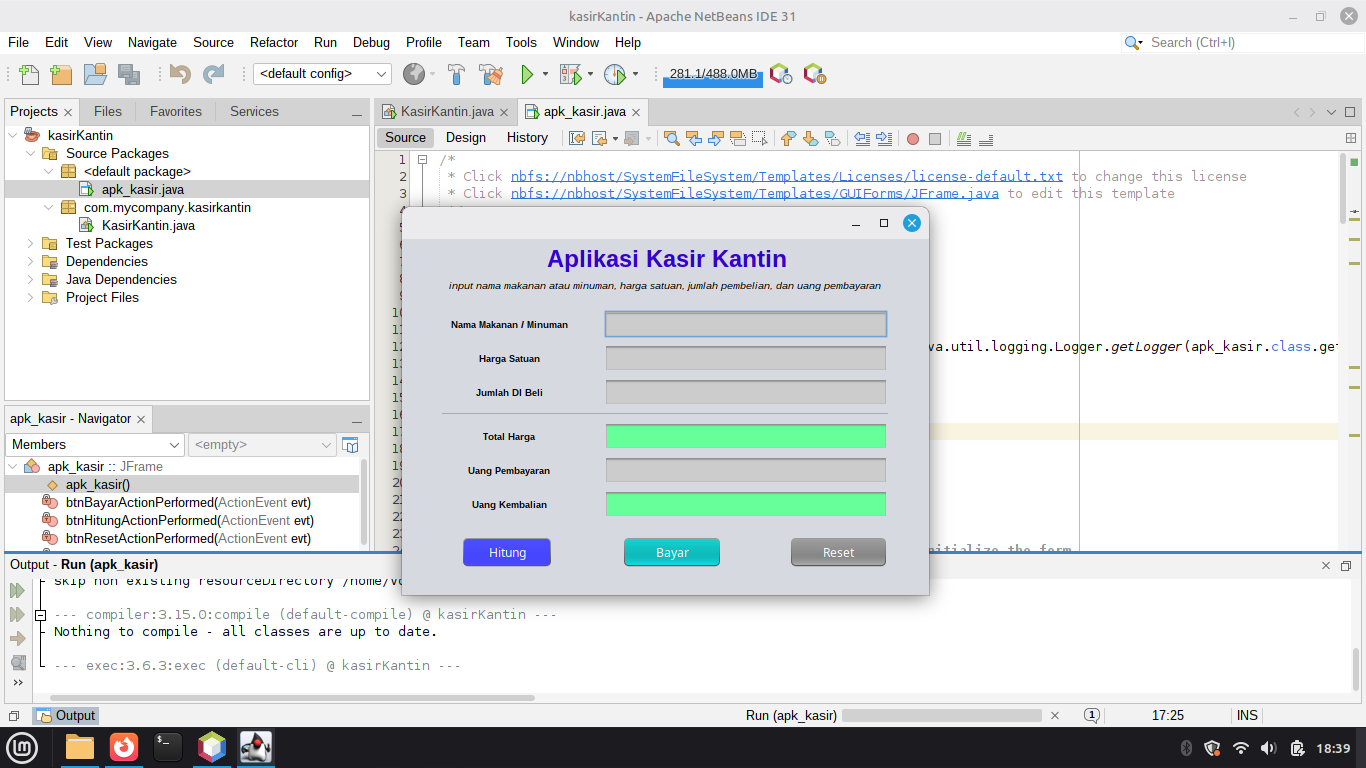 kasirKantin - Apache NetBeans IDE 31
File Edit View Navigate Source Refactor Run Debug Profile Team Tools Window Help
Search (Ctrl+I)
<default config>
281.1/488.0MB
Projects Files Favorites Services
kasirKantin
Source Packages
<default package>
apk_kasir.java
com.mycompany.kasirkantin
KasirKantin.java
Test Packages
Dependencies
Java Dependencies
Project Files
apk_kasir - Navigator
Members
<empty>
apk_kasir :: JFrame
apk_kasir()
btnBayarActionPerformed(ActionEvent evt)
btnHitungActionPerformed(ActionEvent evt)
btnResetActionPerformed(ActionEvent evt)
KasirKantin.java apk_kasir.java
Source Design History
1 /*
2 * Click nbfs://nbhost/SystemFileSystem/Templates/Licenses/license-default.txt to change this license
3 * Click nbfs://nbhost/SystemFileSystem/Templates/GUIForms/JFrame.java to edit this template
va.util.logging.Logger.getLogger(apk_kasir.class.get
nitialize the form
Aplikasi Kasir Kantin
input nama makanan atau minuman, harga satuan, jumlah pembelian, dan uang pembayaran
Nama Makanan / Minuman
Harga Satuan
Jumlah DI Beli
Total Harga
Uang Pembayaran
Uang Kembalian
Hitung Bayar Reset
Output - Run (apk_kasir)
skip non existing resourceDirectory /home/
--- compiler:3.15.0:compile (default-compile) @ kasirKantin ---
Nothing to compile - all classes are up to date.
--- exec:3.6.3:exec (default-cli) @ kasirKantin ---
Output
Run (apk_kasir)
1
17:25
INS
18:39